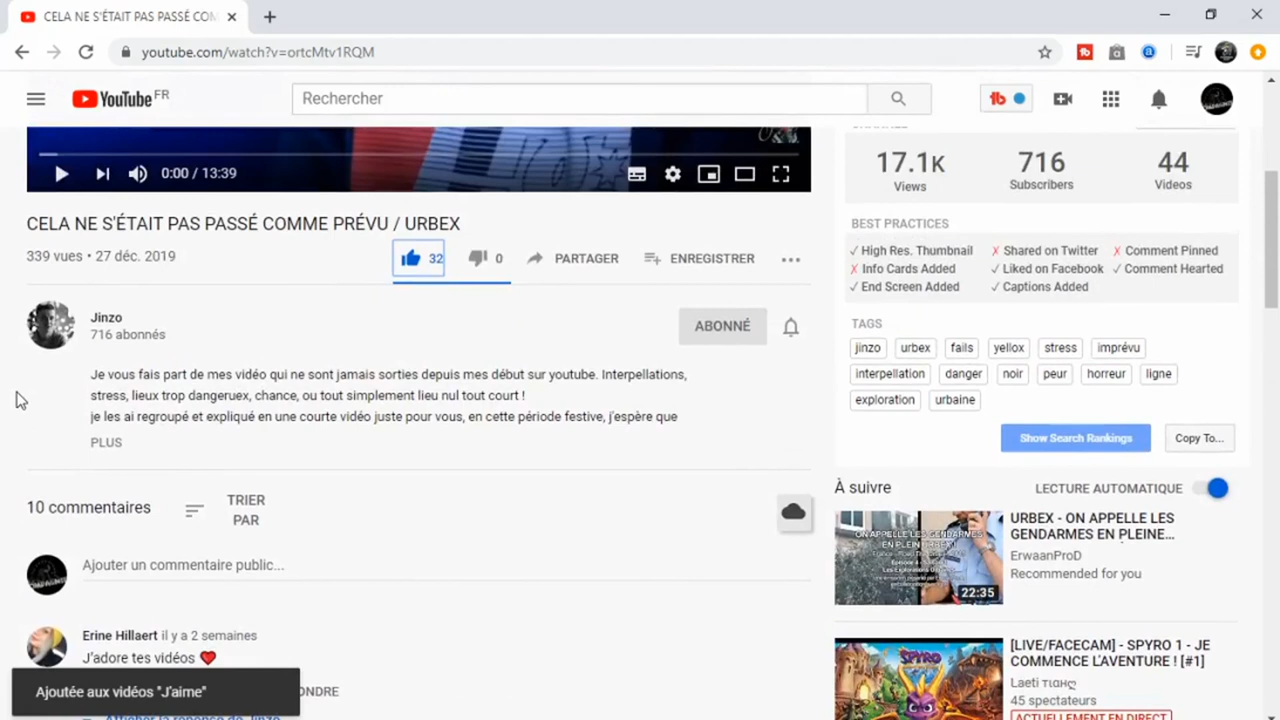 CELA NE S'ÉTAIT PAS PASSÉ COM
youtube.com/watch?v=ortcMtv1RQM
YouTube FR
Rechercher
0:00 / 13:39
CELA NE S'ÉTAIT PAS PASSÉ COMME PRÉVU / URBEX
339 vues • 27 déc. 2019
32
0
PARTAGER
ENREGISTRER
Jinzo
716 abonnés
ABONNÉ
Je vous fais part de mes vidéo qui ne sont jamais sorties depuis mes début sur youtube. Interpellations,
stress, lieux trop dangeruex, chance, ou tout simplement lieu nul tout court !
je les ai regroupé et expliqué en une courte vidéo juste pour vous, en cette période festive, j'espère que
PLUS
10 commentaires
TRIER
PAR
Ajouter un commentaire public...
Erine Hillaert il y a 2 semaines
J'adore tes vidéos
Ajoutée aux vidéos "J'aime"
ONDRE
17.1K
Views
716
Subscribers
44
Videos
BEST PRACTICES
✓ High Res. Thumbnail ✗ Shared on Twitter ✗ Comment Pinned
✗ Info Cards Added ✓ Liked on Facebook ✓ Comment Hearted
✓ End Screen Added ✓ Captions Added
TAGS
jinzo urbex fails yellox stress imprévu
interpellation danger noir peur horreur ligne
exploration urbaine
Show Search Rankings
Copy To...
À suivre
LECTURE AUTOMATIQUE
ON APPELLE LES GENDARMES
EN PLEIN URBEX
22:35
URBEX - ON APPELLE LES
GENDARMES EN PLEINE...
ErwaanProD
Recommended for you
SPYRO
[LIVE/FACECAM] - SPYRO 1 - JE
COMMENCE L'AVENTURE ! [#1]
Laeti тιαнς
45 spectateurs
ACTUELLEMENT EN DIRECT